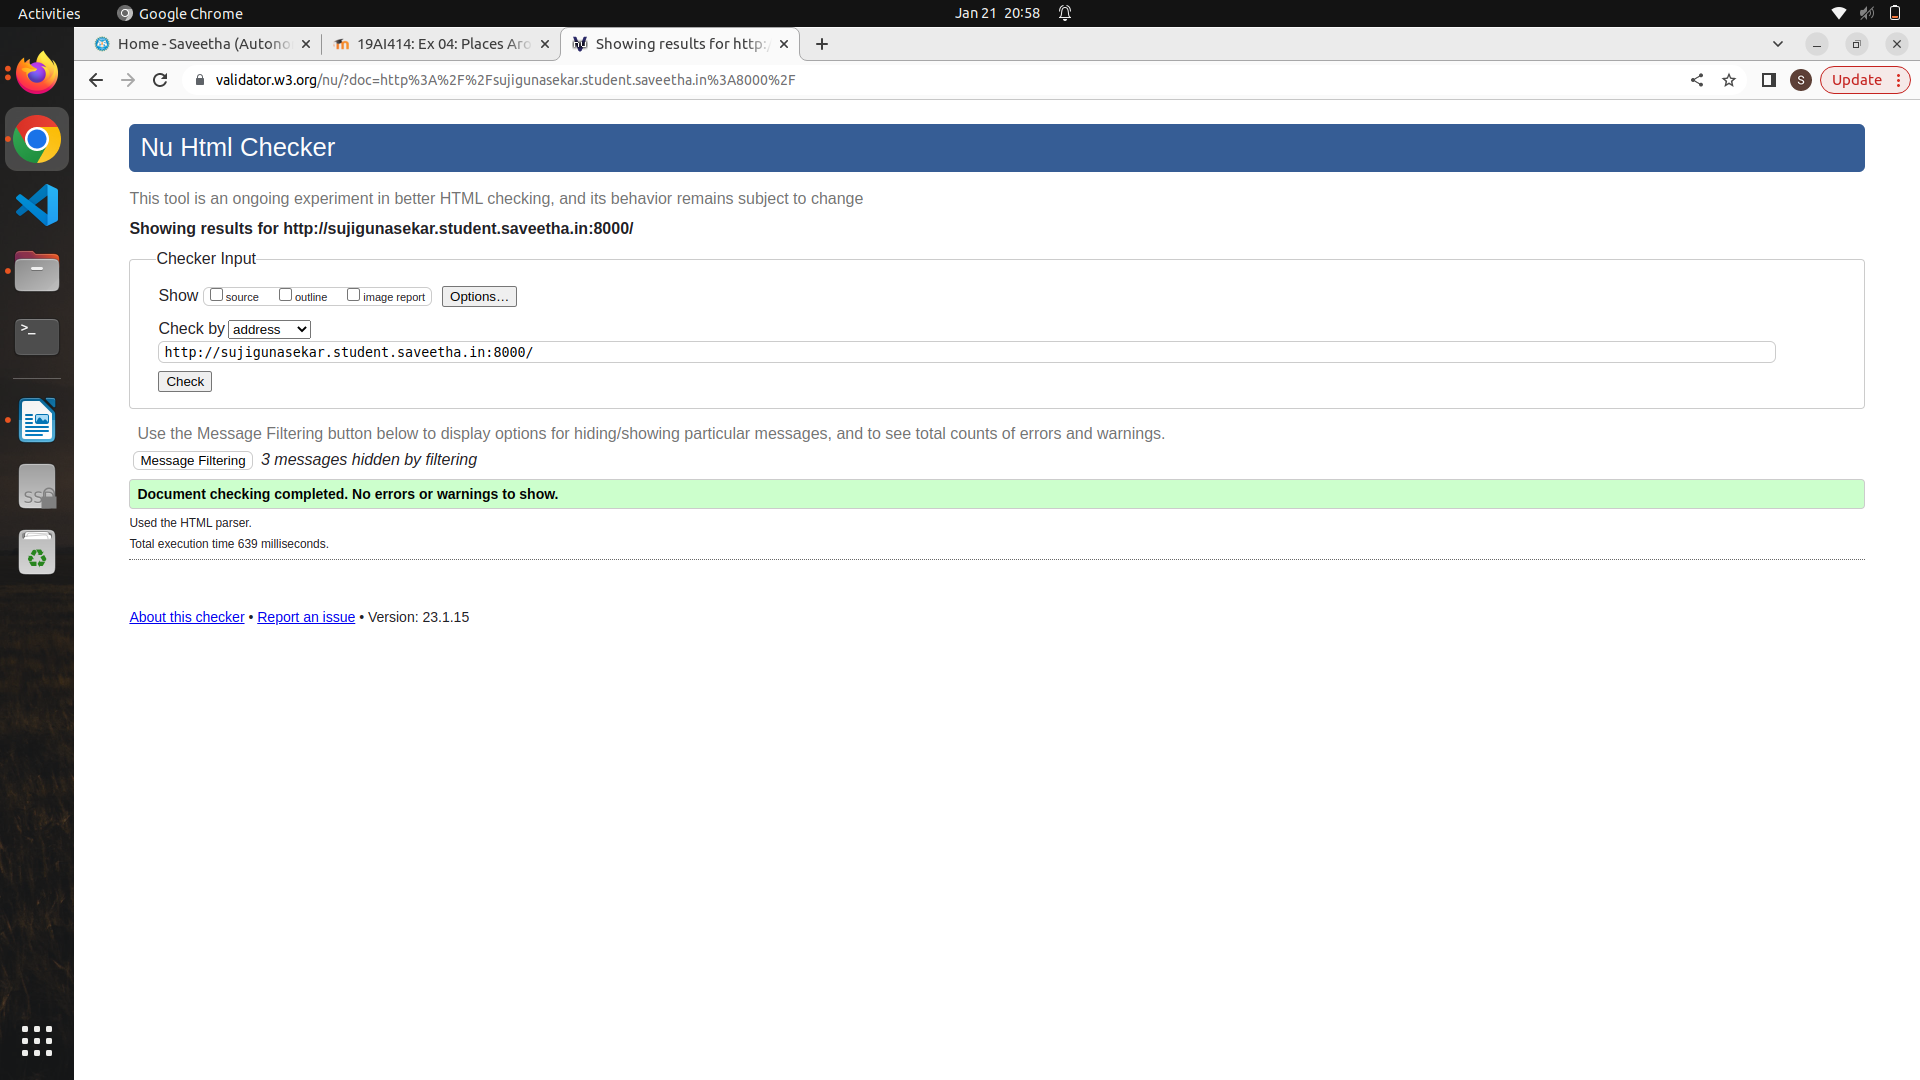 Activities
Google Chrome
Jan 21 20:58
Home - Saveetha (Autono
19AI414: Ex 04: Places Aro
Showing results for http:/
validator.w3.org/nu/?doc=http%3A%2F%2Fsujigunasekar.student.saveetha.in%3A8000%2F
S
Update
Nu Html Checker
This tool is an ongoing experiment in better HTML checking, and its behavior remains subject to change
Showing results for http://sujigunasekar.student.saveetha.in:8000/
Checker Input
Show source outline image report Options...
Check by address
http://sujigunasekar.student.saveetha.in:8000/
Check
Use the Message Filtering button below to display options for hiding/showing particular messages, and to see total counts of errors and warnings.
Message Filtering 3 messages hidden by filtering
Document checking completed. No errors or warnings to show.
Used the HTML parser.
Total execution time 639 milliseconds.
About this checker • Report an issue • Version: 23.1.15
>_
SS